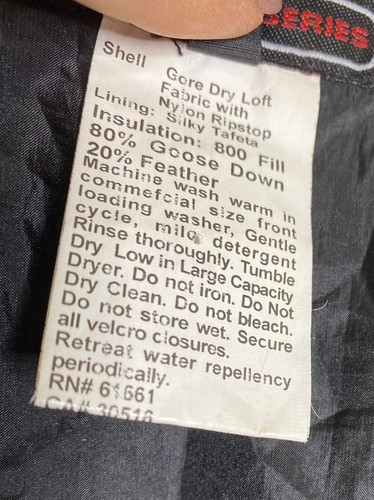 SERIES
Shell Gore Dry Loft
Fabric with
Nylon Ripstop
Lining: Silky Tafeta
Insulation: 800 Fill
80% Goose Down
20% Feather
Machine wash warm in
commefcial size front
loading washer, Gentle
cycle, mild detergent
Rinse thoroughly. Tumble
Dry Low in Large Capacity
Dryer. Do not iron. Do Not
Dry Clean. Do not bleach.
Do not store wet. Secure
all velcro closures.
Retreat water repellency
periodically.
RN# 61661
CA# 30516